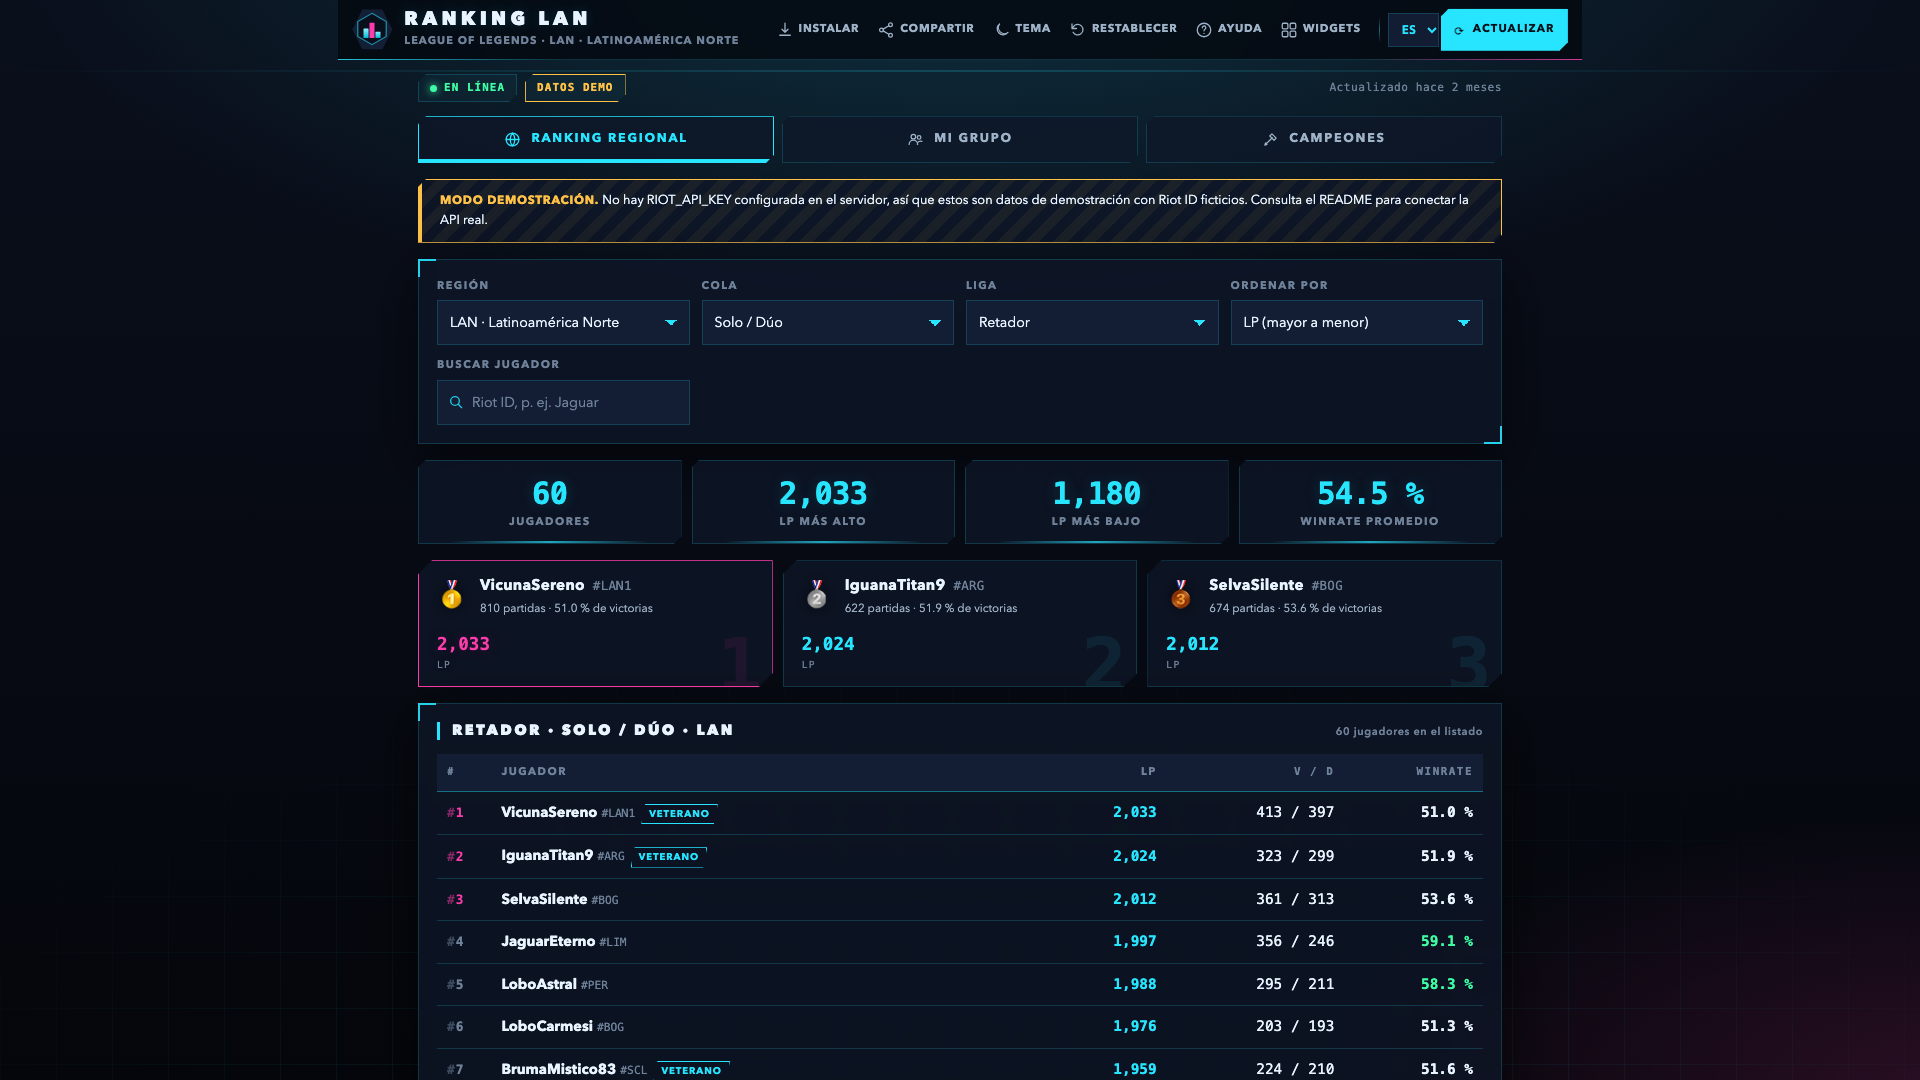 RANKING LAN
LEAGUE OF LEGENDS · LAN · LATINOAMÉRICA NORTE
INSTALAR
COMPARTIR
TEMA
RESTABLECER
AYUDA
WIDGETS
ES
ACTUALIZAR
EN LÍNEA
DATOS DEMO
Actualizado hace 2 meses
RANKING REGIONAL
MI GRUPO
CAMPEONES
MODO DEMOSTRACIÓN. No hay RIOT_API_KEY configurada en el servidor, así que estos son datos de demostración con Riot ID ficticios. Consulta el README para conectar la
API real.
REGIÓN
COLA
LIGA
ORDENAR POR
LAN · Latinoamérica Norte
Solo / Dúo
Retador
LP (mayor a menor)
BUSCAR JUGADOR
Riot ID, p. ej. Jaguar
60
JUGADORES
2,033
LP MÁS ALTO
1,180
LP MÁS BAJO
54.5 %
WINRATE PROMEDIO
1
VicunaSereno #LAN1
810 partidas · 51.0 % de victorias
2,033
LP
1
2
IguanaTitan9 #ARG
622 partidas · 51.9 % de victorias
2,024
LP
2
3
SelvaSilente #BOG
674 partidas · 53.6 % de victorias
2,012
LP
3
RETADOR · SOLO / DÚO · LAN
60 jugadores en el listado
# JUGADOR LP V / D WINRATE
#1 VicunaSereno #LAN1 VETERANO 2,033 413 / 397 51.0 %
#2 IguanaTitan9 #ARG VETERANO 2,024 323 / 299 51.9 %
#3 SelvaSilente #BOG 2,012 361 / 313 53.6 %
#4 JaguarEterno #LIM 1,997 356 / 246 59.1 %
#5 LoboAstral #PER 1,988 295 / 211 58.3 %
#6 LoboCarmesi #BOG 1,976 203 / 193 51.3 %
#7 BrumaMistico83 #SCL VETERANO 1,959 224 / 210 51.6 %